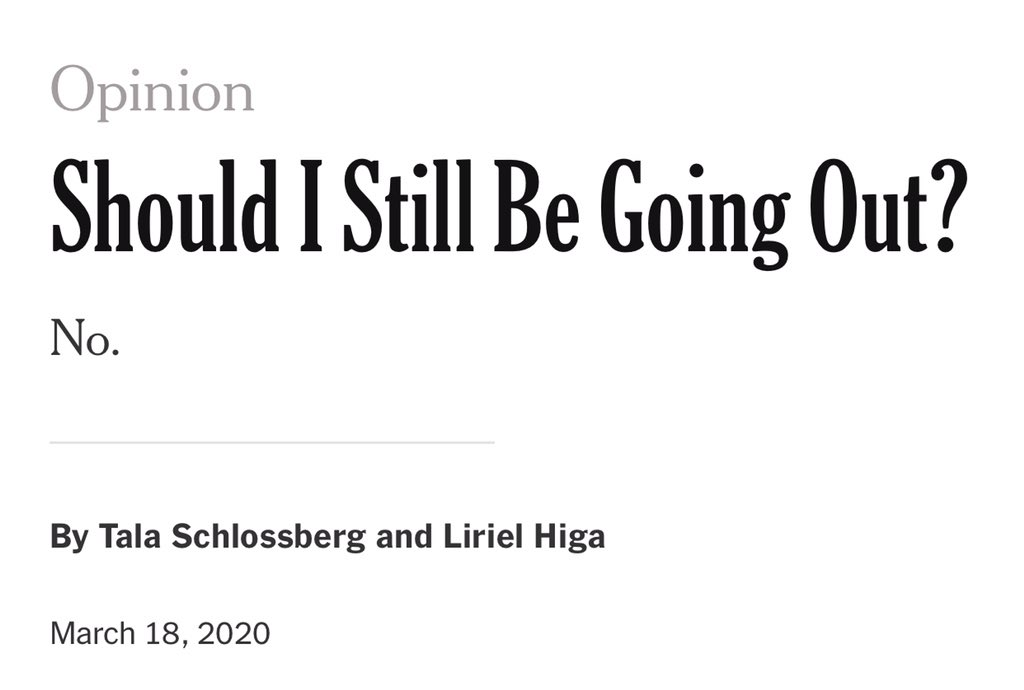 Opinion
Should I Still Be Going Out?
No.
By Tala Schlossberg and Liriel Higa
March 18, 2020